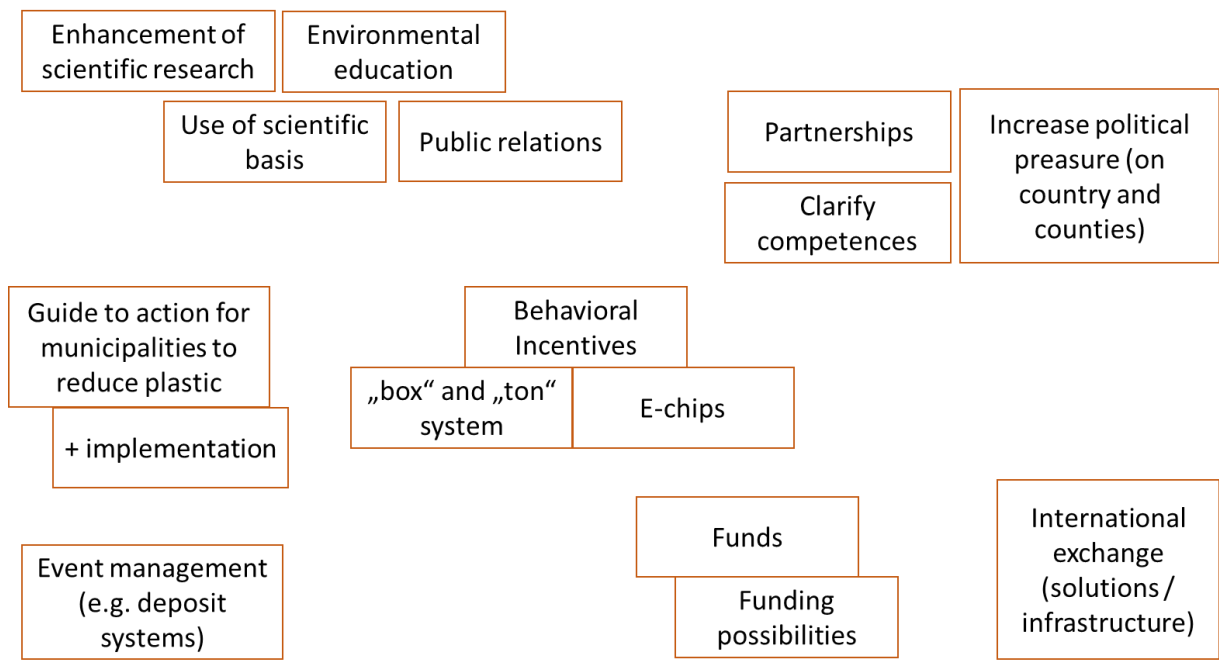 Enhancement of
scientific research
Environmental
education
Use of scientific
basis
Public relations
Partnerships
Clarify
competences
Increase political
preasure (on
country and
counties)
Guide to action for
municipalities to
reduce plastic
+ implementation
Behavioral
Incentives
„box“ and „ton“
system
E-chips
Event management
(e.g. deposit
systems)
Funds
Funding
possibilities
International
exchange
(solutions /
infrastructure)